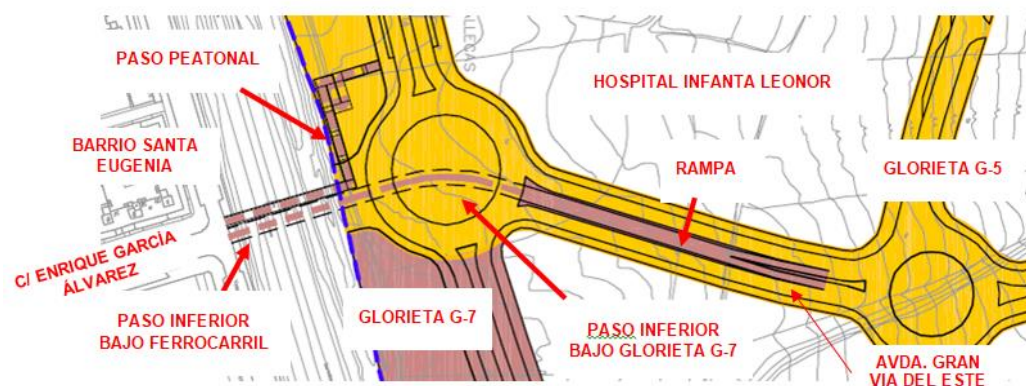 PASO PEATONAL
HOSPITAL INFANTA LEONOR
BARRIO SANTA
EUGENIA
RAMPA
GLORIETA G-5
C/ ENRIQUE GARCÍA
ÁLVAREZ
PASO INFERIOR
BAJO FERROCARRIL
GLORIETA G-7
PASO INFERIOR
BAJO GLORIETA G-7
AVDA. GRAN
VIA DEL ESTE